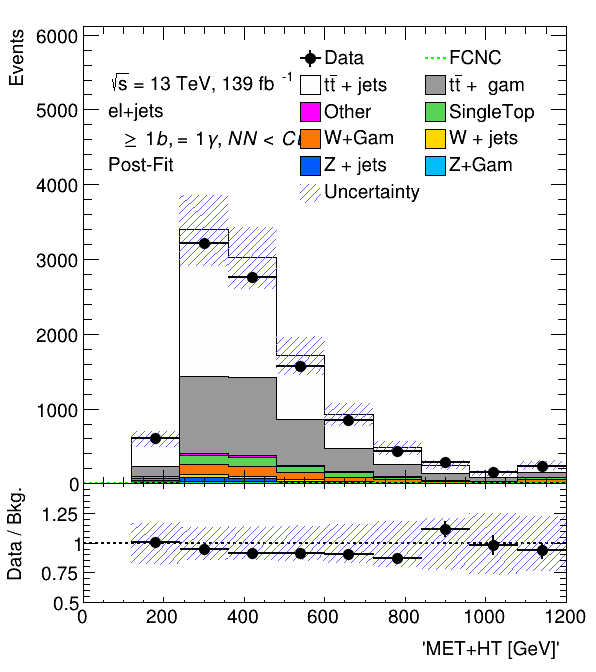 Events
6000
5000
4000
3000
2000
1000
0
√s = 13 TeV, 139 fb⁻¹
el+jets
≥ 1b, = 1γ, NN < C
Post-Fit
Data
FCNC
tt̄ + jets
tt̄ + gam
Other
SingleTop
W+Gam
W + jets
Z + jets
Z+Gam
Uncertainty
Data / Bkg.
1.25
1
0.75
0.5
0 200 400 600 800 1000 1200
'MET+HT [GeV]'